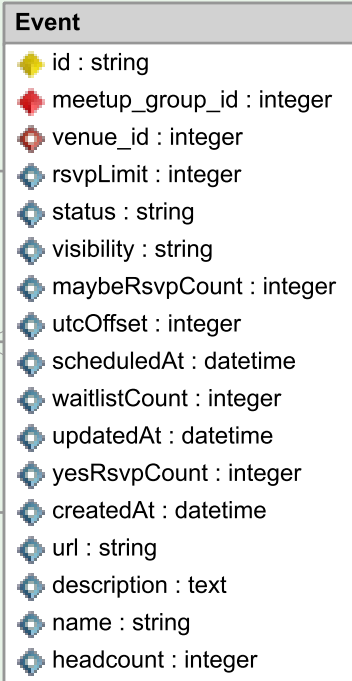 Event
id : string
meetup_group_id : integer
venue_id : integer
rsvpLimit : integer
status : string
visibility : string
maybeRsvpCount : integer
utcOffset : integer
scheduledAt : datetime
waitlistCount : integer
updatedAt : datetime
yesRsvpCount : integer
createdAt : datetime
url : string
description : text
name : string
headcount : integer